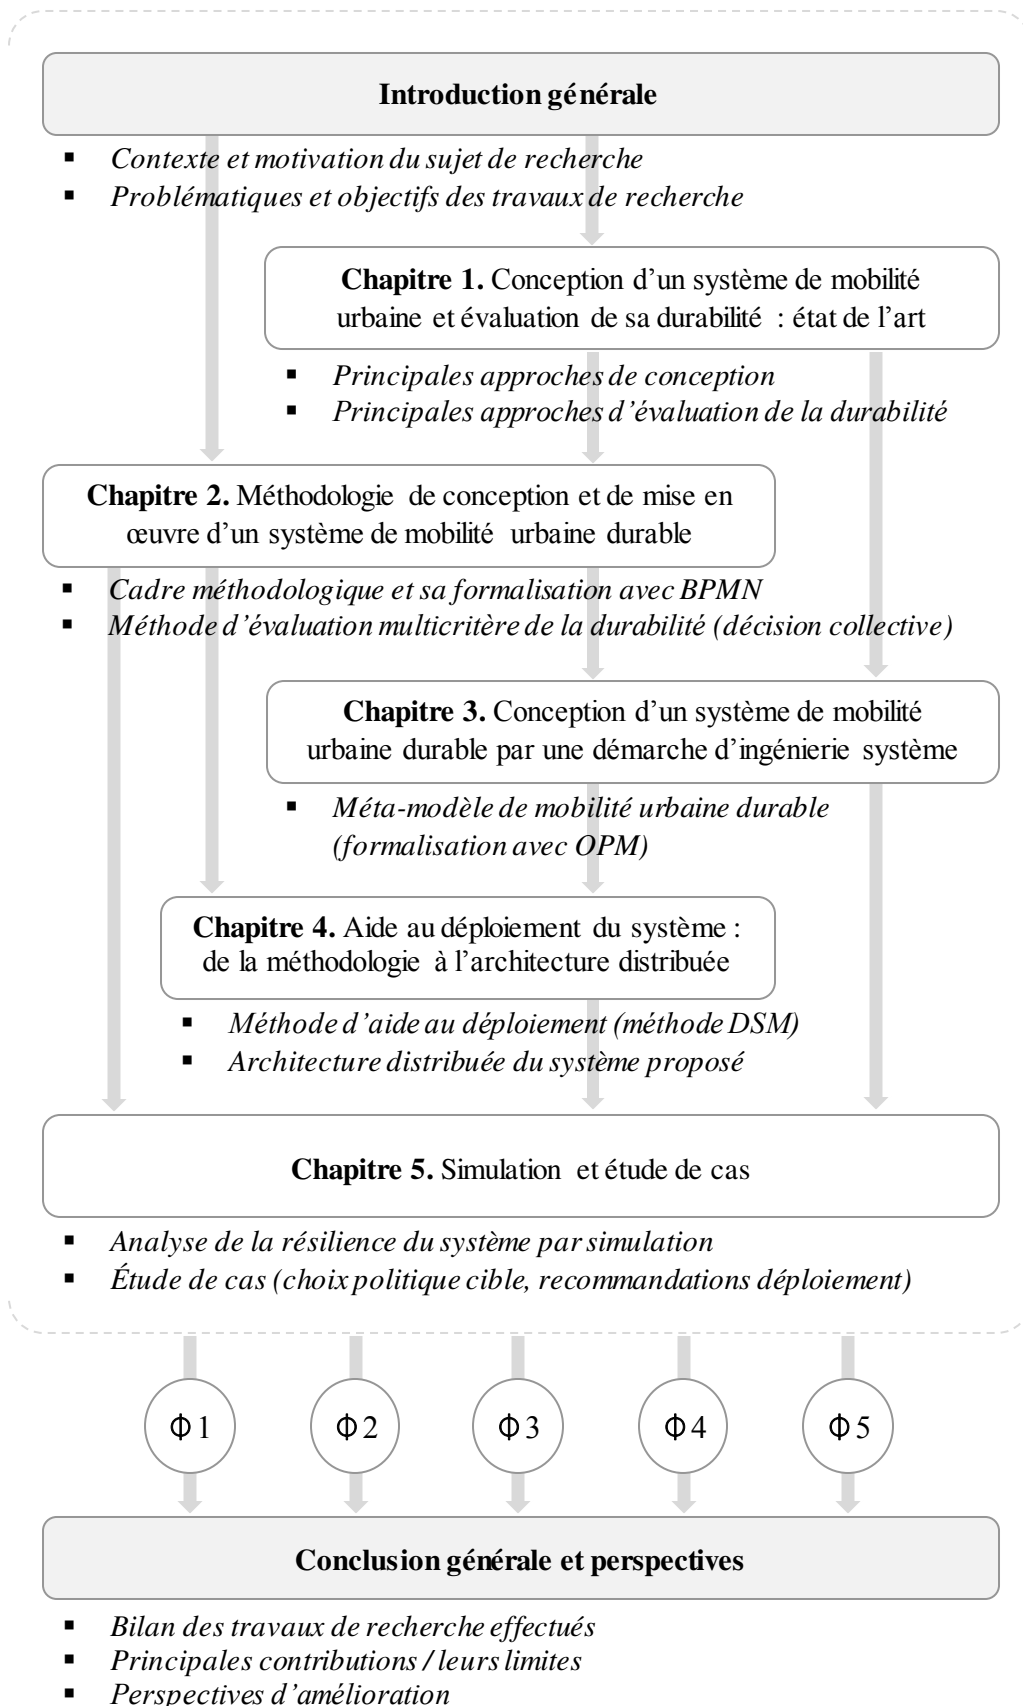 Introduction générale
▪ Contexte et motivation du sujet de recherche
▪ Problématiques et objectifs des travaux de recherche
Chapitre 1. Conception d’un système de mobilité
urbaine et évaluation de sa durabilité : état de l’art
▪ Principales approches de conception
▪ Principales approches d’évaluation de la durabilité
Chapitre 2. Méthodologie de conception et de mise en
œuvre d’un système de mobilité urbaine durable
▪ Cadre méthodologique et sa formalisation avec BPMN
▪ Méthode d’évaluation multicritère de la durabilité (décision collective)
Chapitre 3. Conception d’un système de mobilité
urbaine durable par une démarche d’ingénierie système
▪ Méta-modèle de mobilité urbaine durable
(formalisation avec OPM)
Chapitre 4. Aide au déploiement du système :
de la méthodologie à l’architecture distribuée
▪ Méthode d’aide au déploiement (méthode DSM)
▪ Architecture distribuée du système proposé
Chapitre 5. Simulation et étude de cas
▪ Analyse de la résilience du système par simulation
▪ Étude de cas (choix politique cible, recommandations déploiement)
Φ1 Φ2 Φ3 Φ4 Φ5
Conclusion générale et perspectives
▪ Bilan des travaux de recherche effectués
▪ Principales contributions / leurs limites
▪ Perspectives d’amélioration